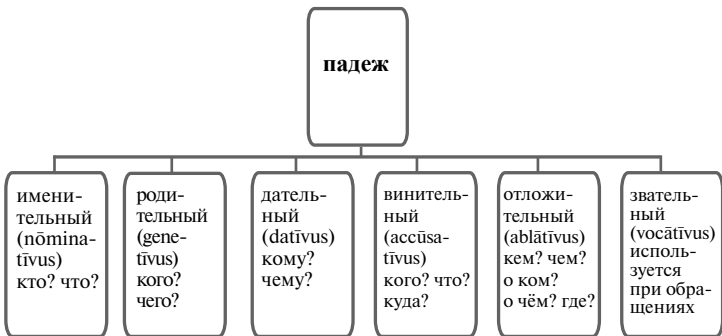 падеж
имени-
тельный
(nōmina-
tīvus)
кто? что?
роди-
тельный
(gene-
tīvus)
кого?
чего?
датель-
ный
(datīvus)
кому?
чему?
винитель-
ный
(accūsa-
tīvus)
кого? что?
куда?
отложи-
тельный
(ablātīvus)
кем? чем?
о ком?
о чём? где?
зватель-
ный
(vocātīvus)
исполь-
зуется
при обра-
щениях